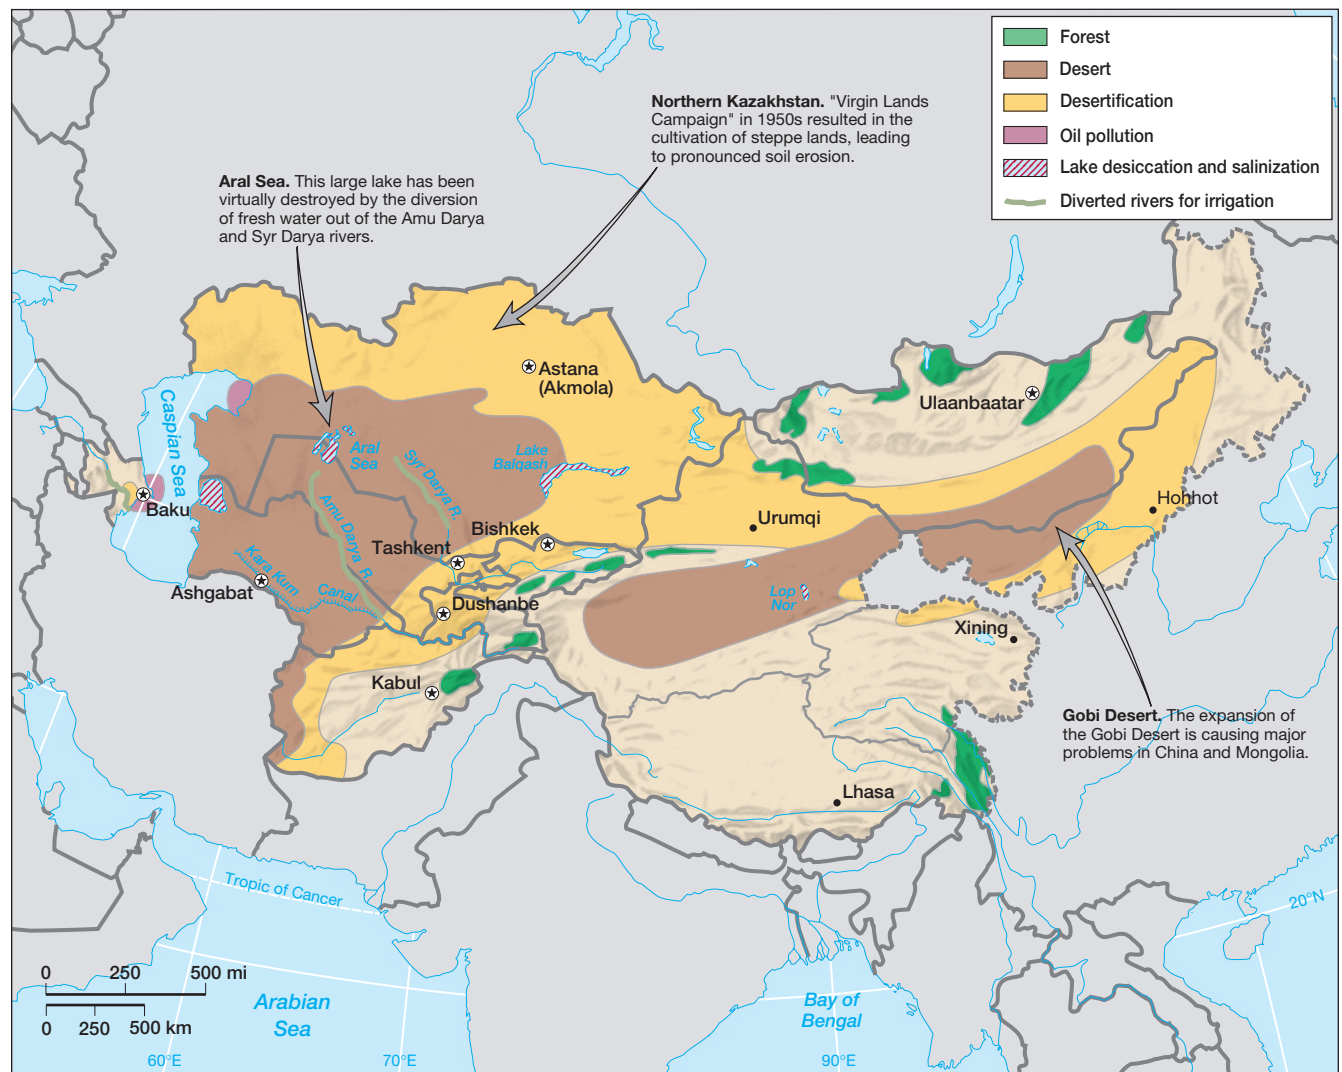 Forest
Desert
Desertification
Oil pollution
Lake desiccation and salinization
Diverted rivers for irrigation
Northern Kazakhstan. "Virgin Lands
Campaign" in 1950s resulted in the
cultivation of steppe lands, leading
to pronounced soil erosion.
Aral Sea. This large lake has been
virtually destroyed by the diversion
of fresh water out of the Amu Darya
and Syr Darya rivers.
Astana
(Akmola)
Ulaanbaatar
Caspian Sea
Aral
Sea
Syr Darya R.
Lake
Balqash
Amu Darya R.
Baku
Hohhot
Urumqi
Bishkek
Tashkent
Kara Kum
Canal
Ashgabat
Dushanbe
Lop
Nor
Xining
Kabul
Gobi Desert. The expansion of
the Gobi Desert is causing major
problems in China and Mongolia.
Lhasa
Tropic of Cancer
20°N
0 250 500 mi
0 250 500 km
Arabian
Sea
Bay of
Bengal
60°E
70°E
90°E